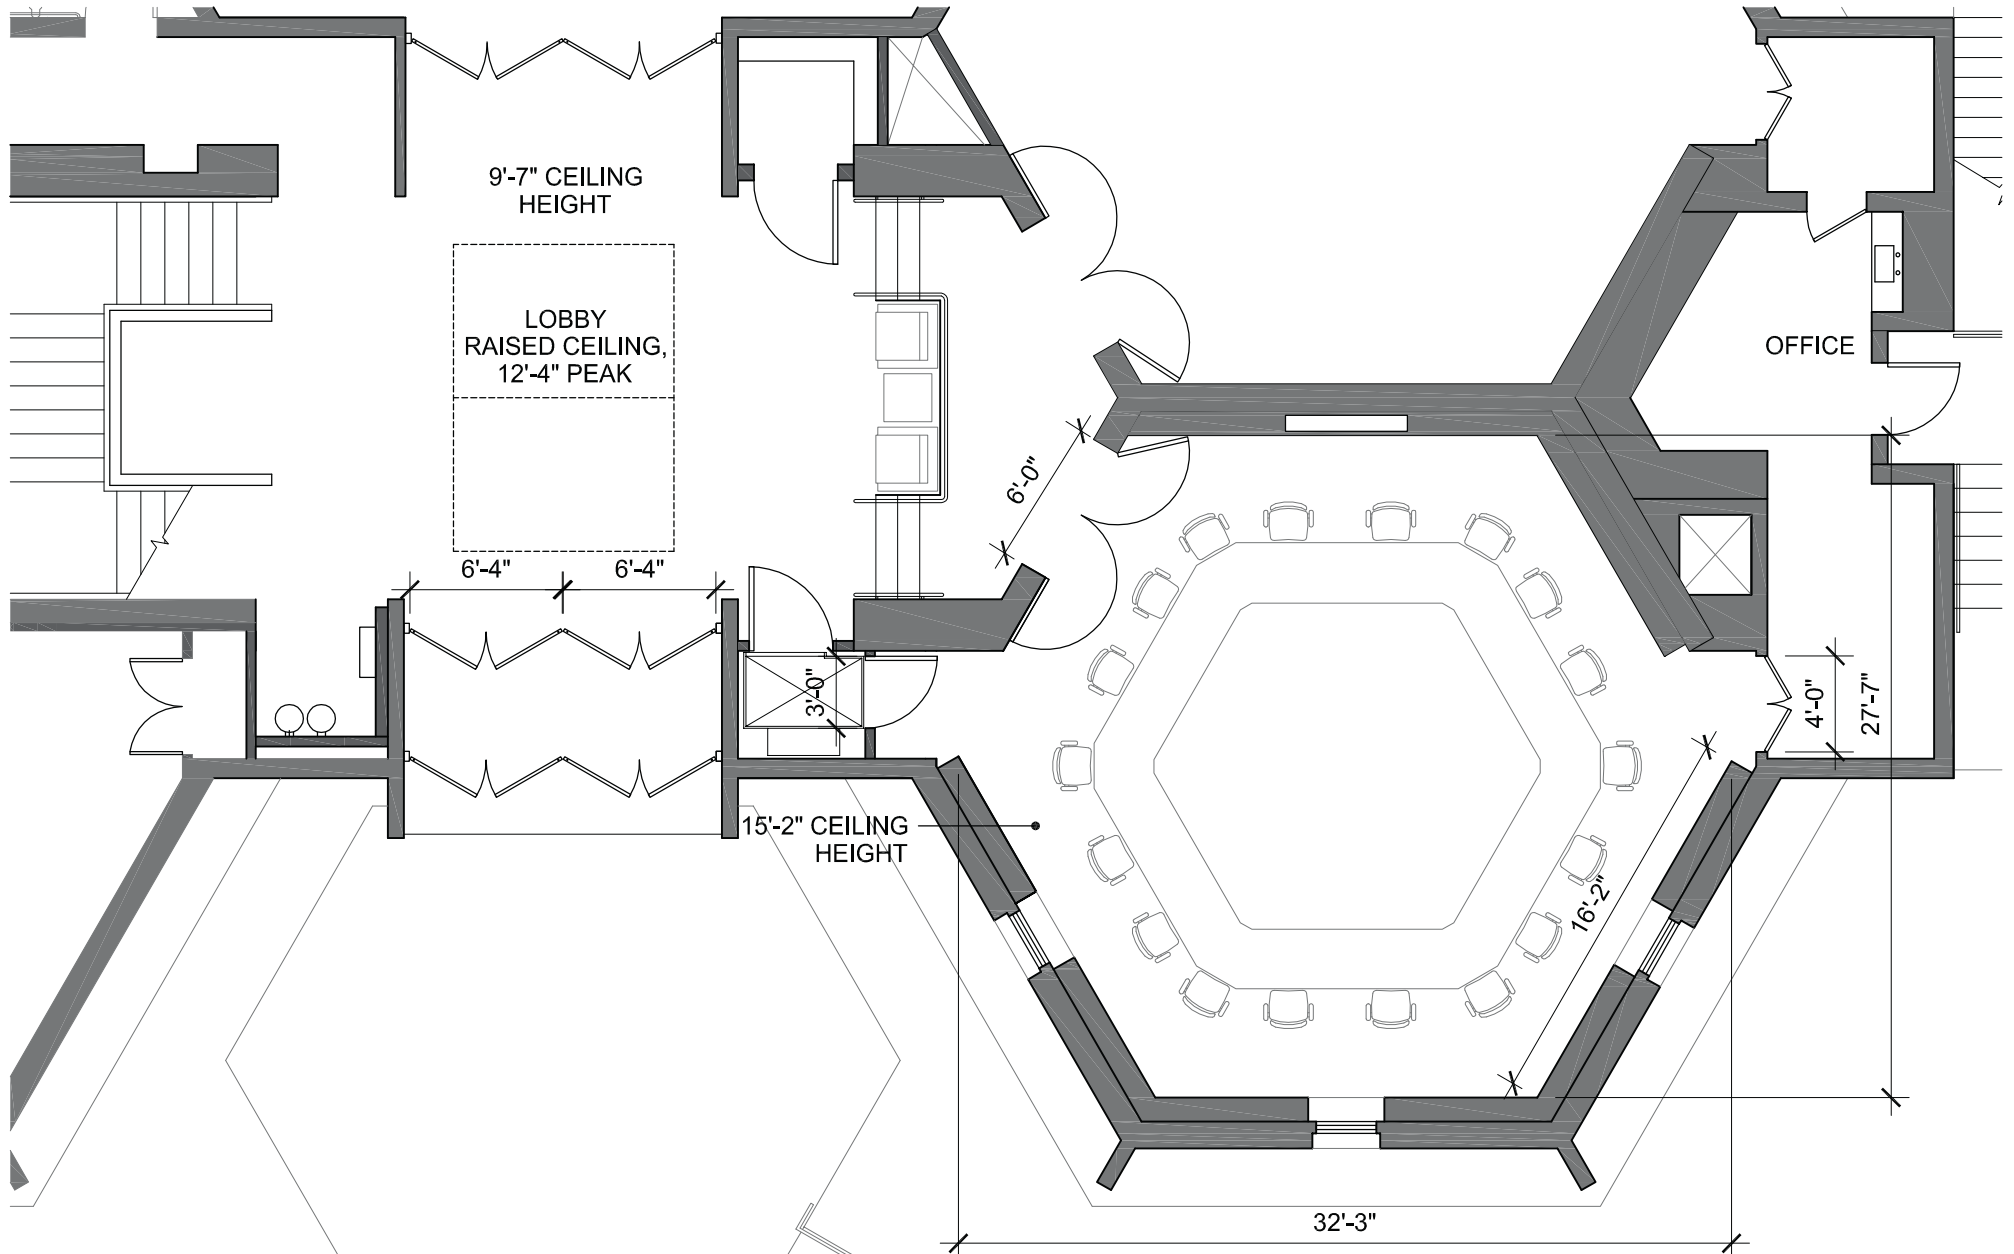 9'-7" CEILING
HEIGHT
LOBBY
RAISED CEILING,
12'-4" PEAK
OFFICE
6'-0"
6'-4"
6'-4"
3'-0"
4'-0"
27'-7"
15'-2" CEILING
HEIGHT
16'-2"
32'-3"